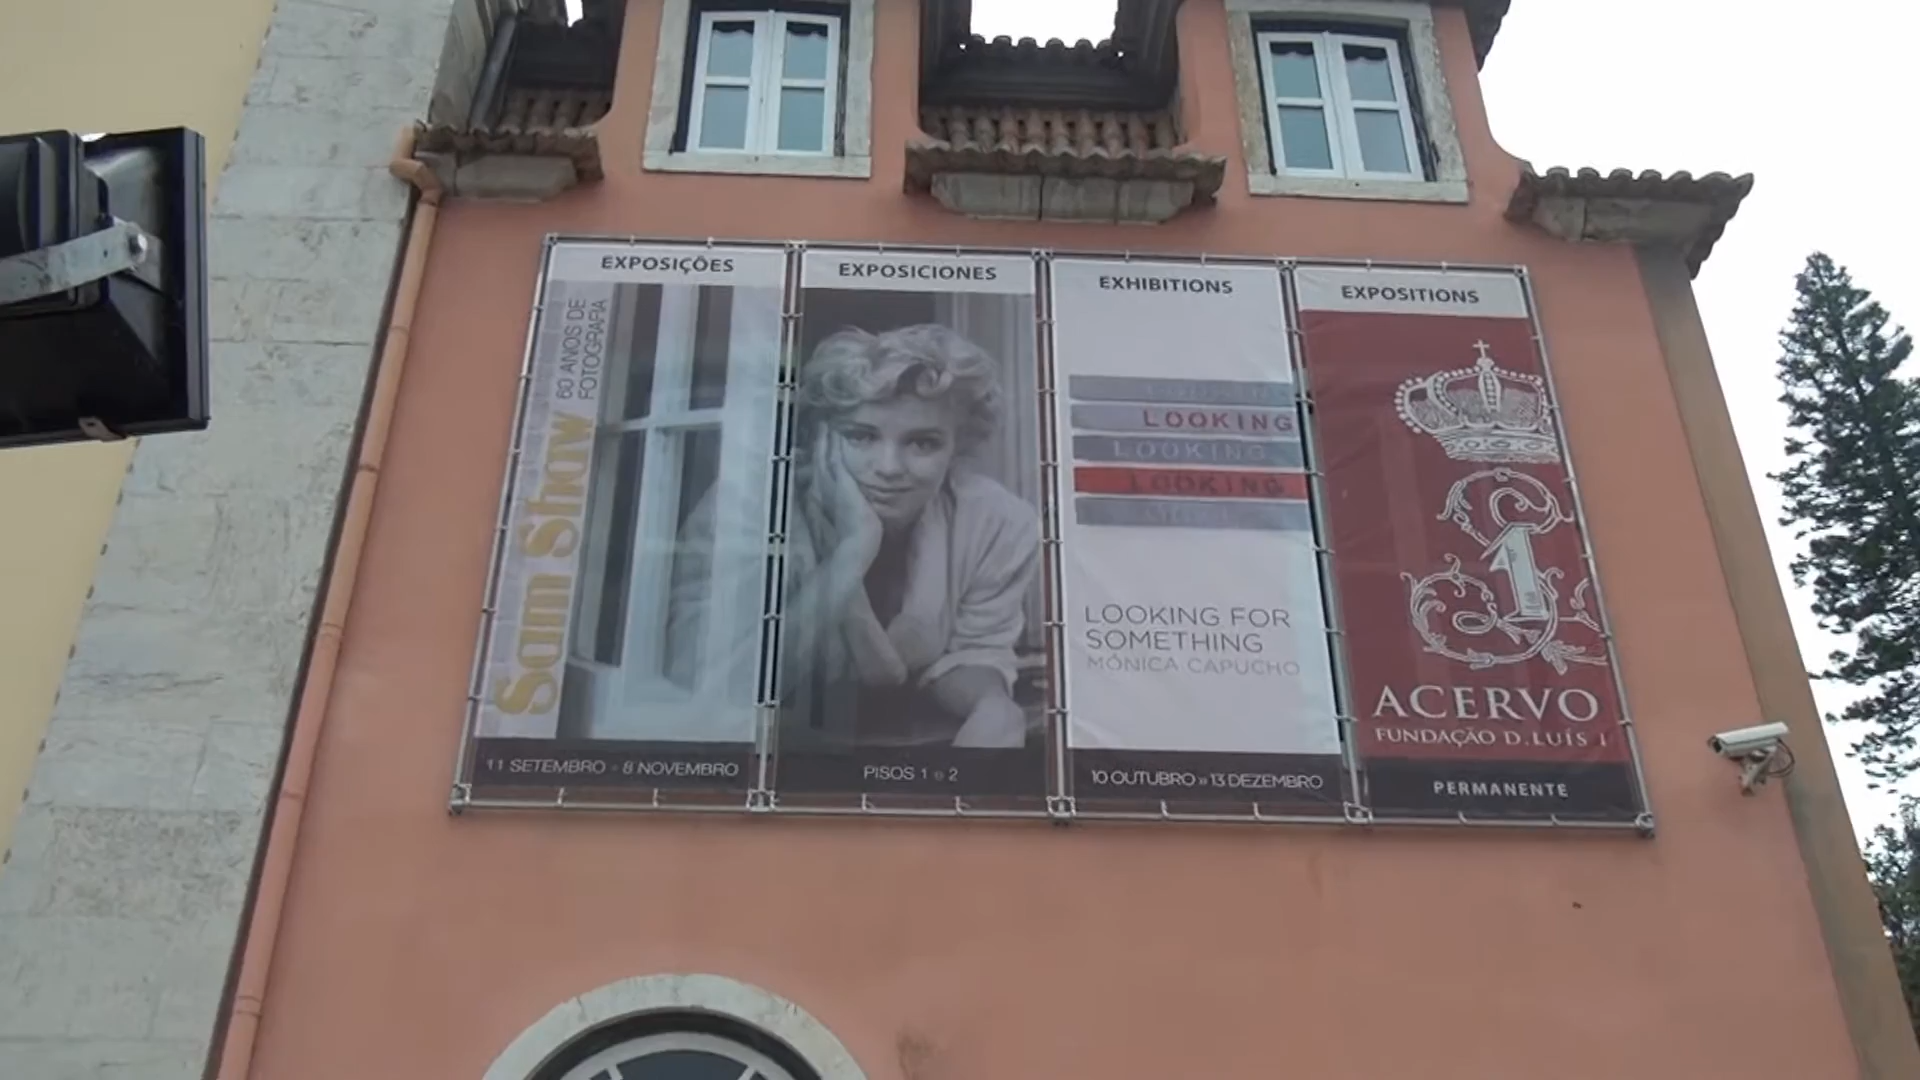 EXPOSIÇÕES
60 ANOS DE
FOTOGRAFIA
Sam Shaw
11 SETEMBRO - 8 NOVEMBRO
EXPOSICIONES
PISOS 1 e 2
EXHIBITIONS
LOOKING
LOOKING
LOOKING
LOOKING FOR
SOMETHING
MÓNICA CAPUCHO
10 OUTUBRO » 13 DEZEMBRO
EXPOSITIONS
1
ACERVO
FUNDAÇÃO D. LUÍS I
PERMANENTE